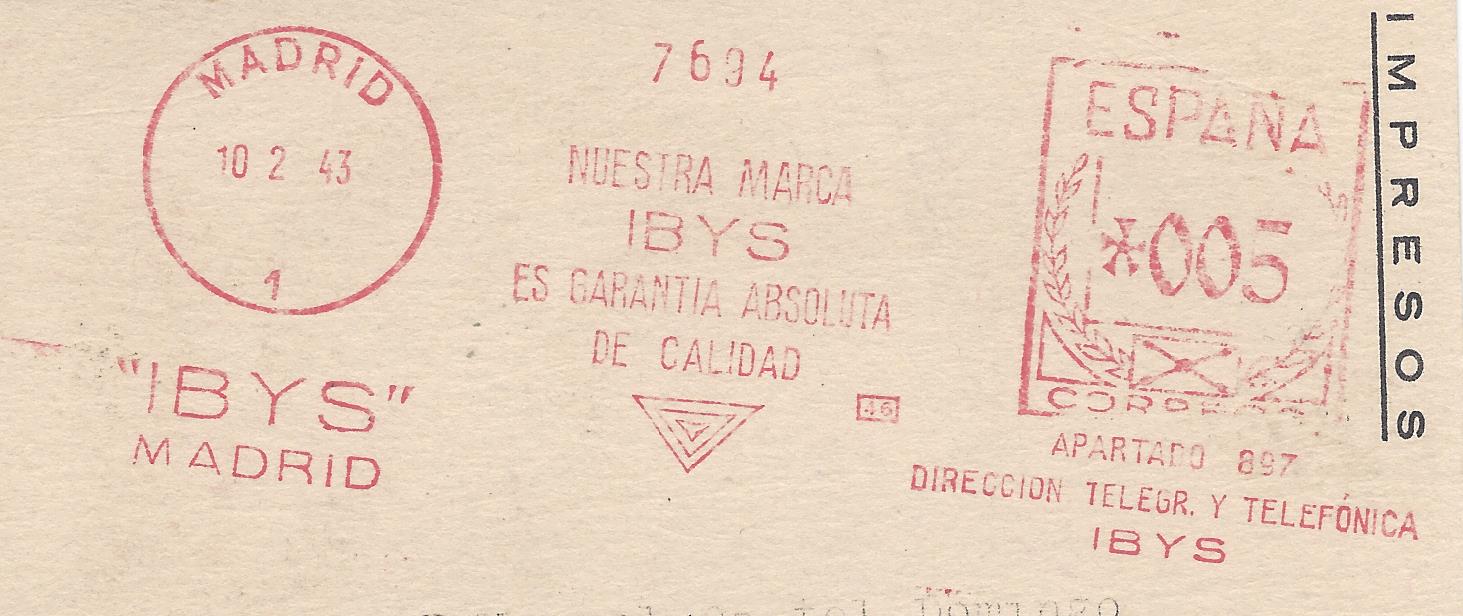 MADRID
10 2 43
1
"IBYS"
MADRID
7694
NUESTRA MARCA
IBYS
ES GARANTIA ABSOLUTA
DE CALIDAD
46
ESPAÑA
*005
CORREOS
APARTADO 897
DIRECCION TELEGR. Y TELEFÓNICA
IBYS
IMPRESOS